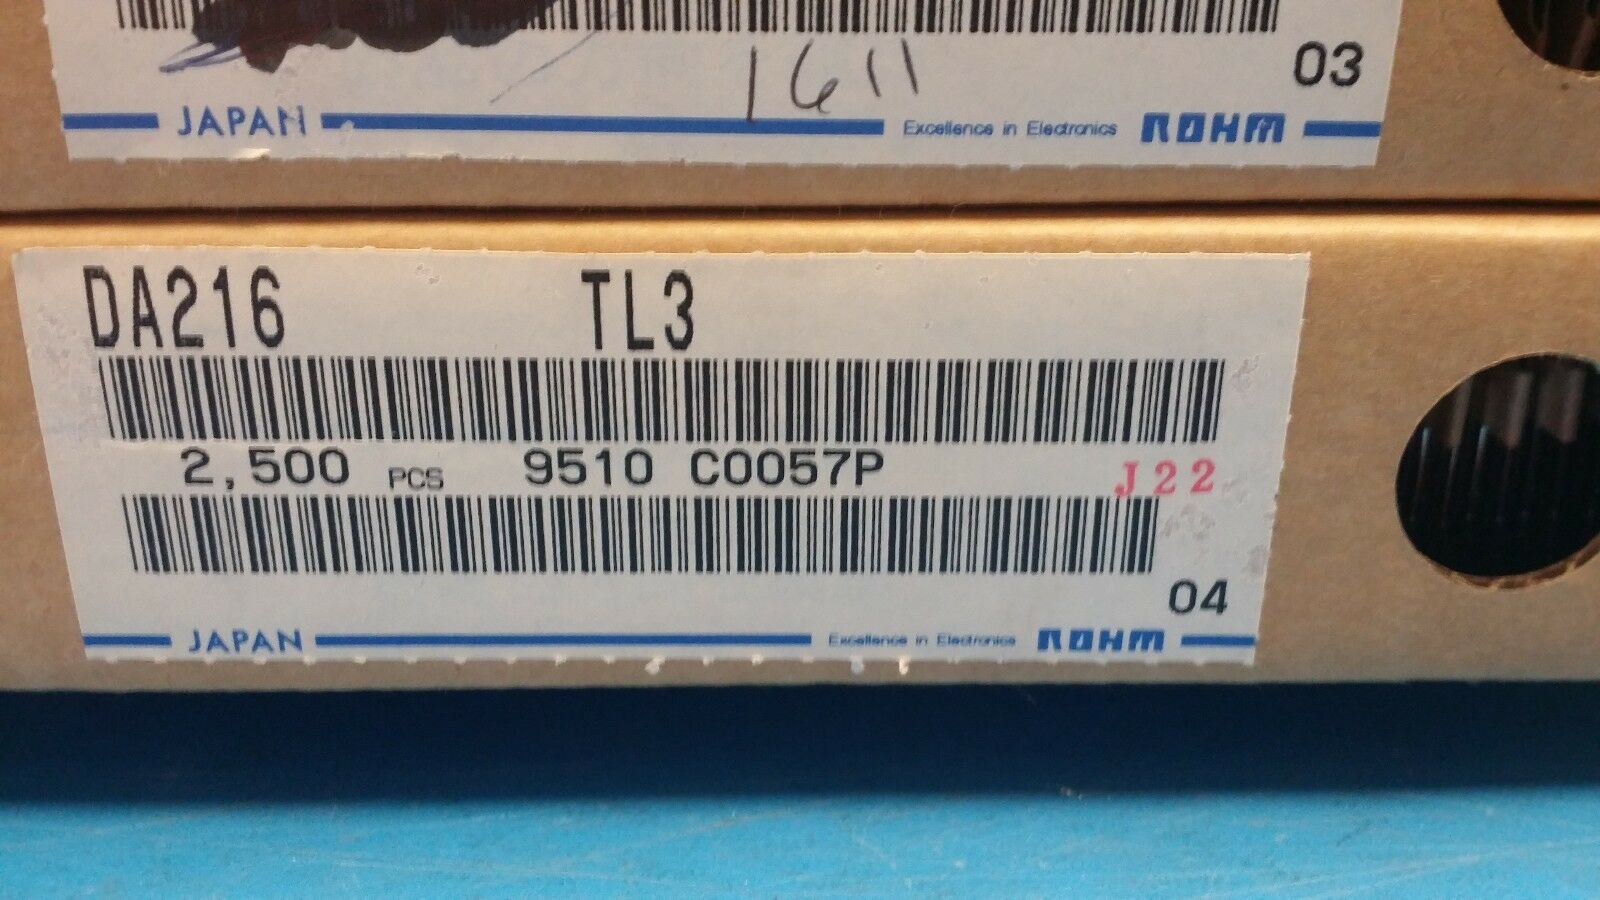 1611
03
JAPAN Excellence in Electronics ROHM
DA216 TL3
2,500 PCS 9510 C0057P J22
04
JAPAN Excellence in Electronics ROHM